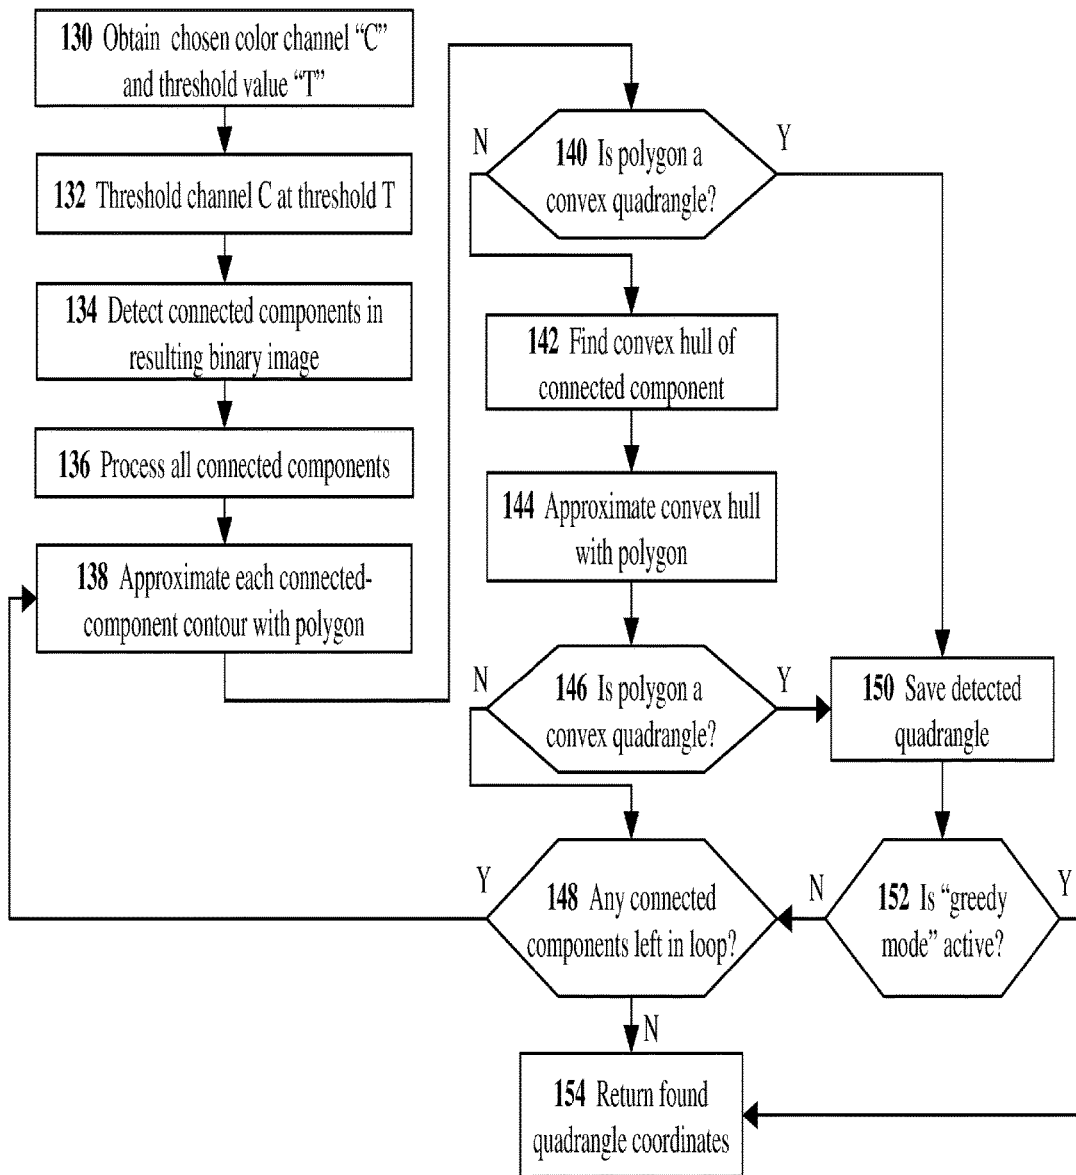 130 Obtain chosen color channel “C”
and threshold value “T”
132 Threshold channel C at threshold T
134 Detect connected components in
resulting binary image
136 Process all connected components
138 Approximate each connected-
component contour with polygon
N
Y
140 Is polygon a
convex quadrangle?
142 Find convex hull of
connected component
144 Approximate convex hull
with polygon
N
Y
146 Is polygon a
convex quadrangle?
150 Save detected
quadrangle
Y
148 Any connected
components left in loop?
N
N
Y
152 Is “greedy
mode” active?
154 Return found
quadrangle coordinates